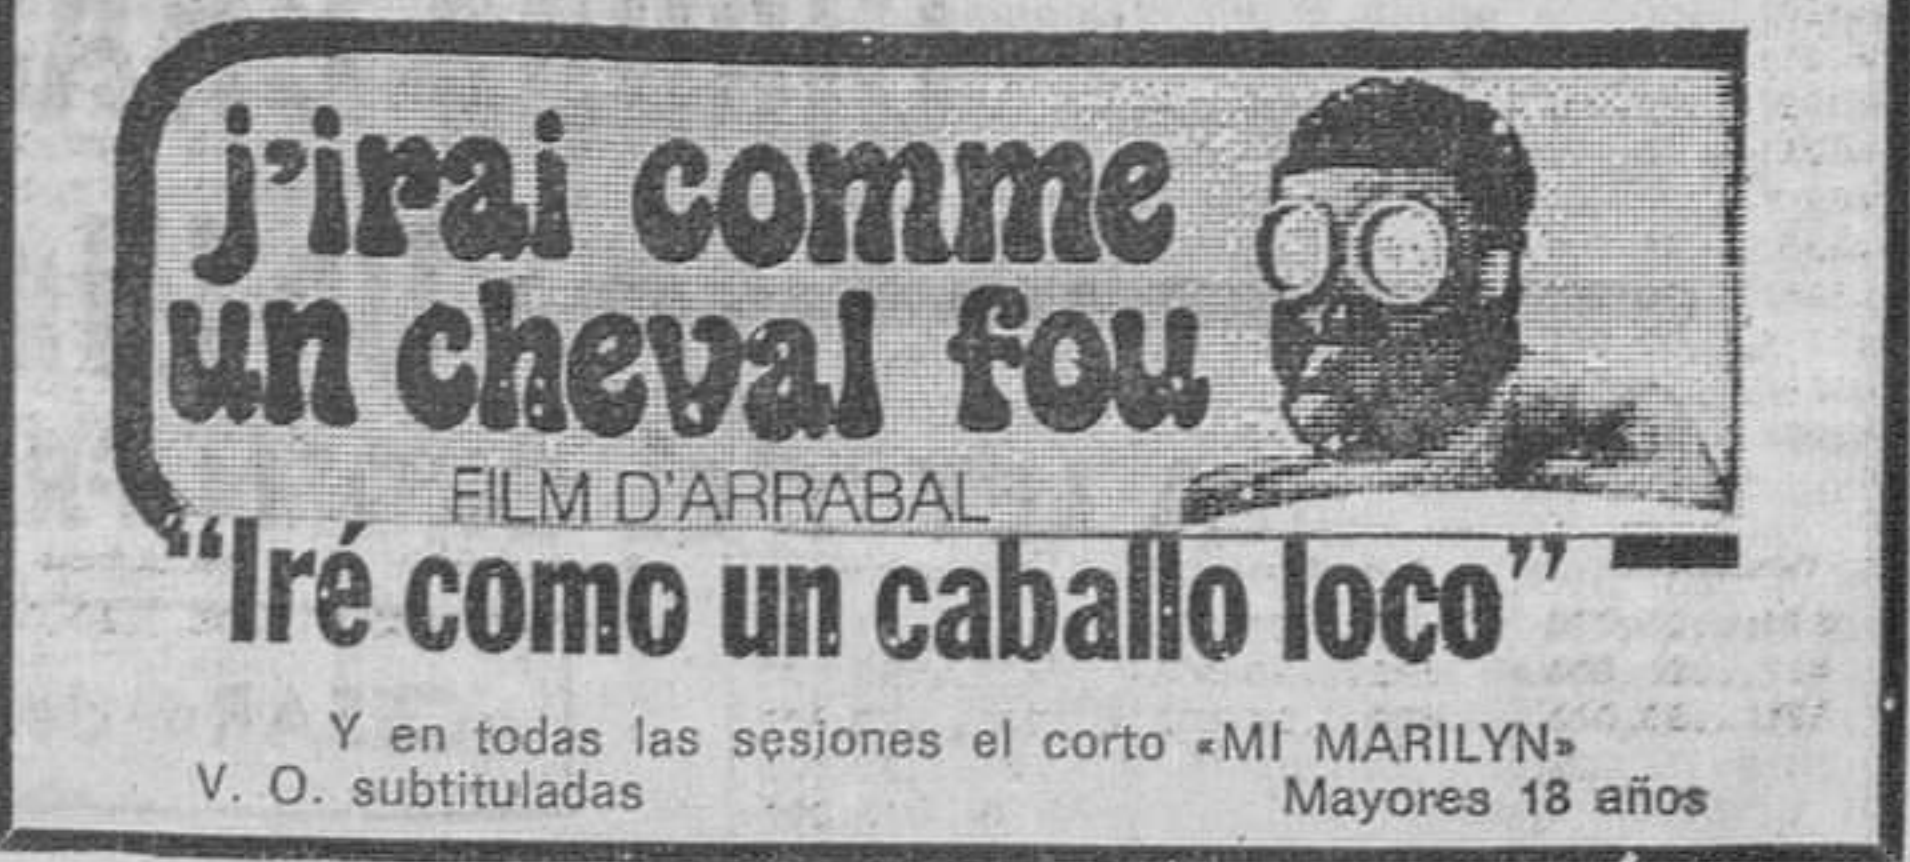 j'irai comme
un cheval fou
FILM D'ARRABAL
“Iré como un caballo loco”
Y en todas las sesiones el corto «MI MARILYN»
V. O. subtituladas
Mayores 18 años